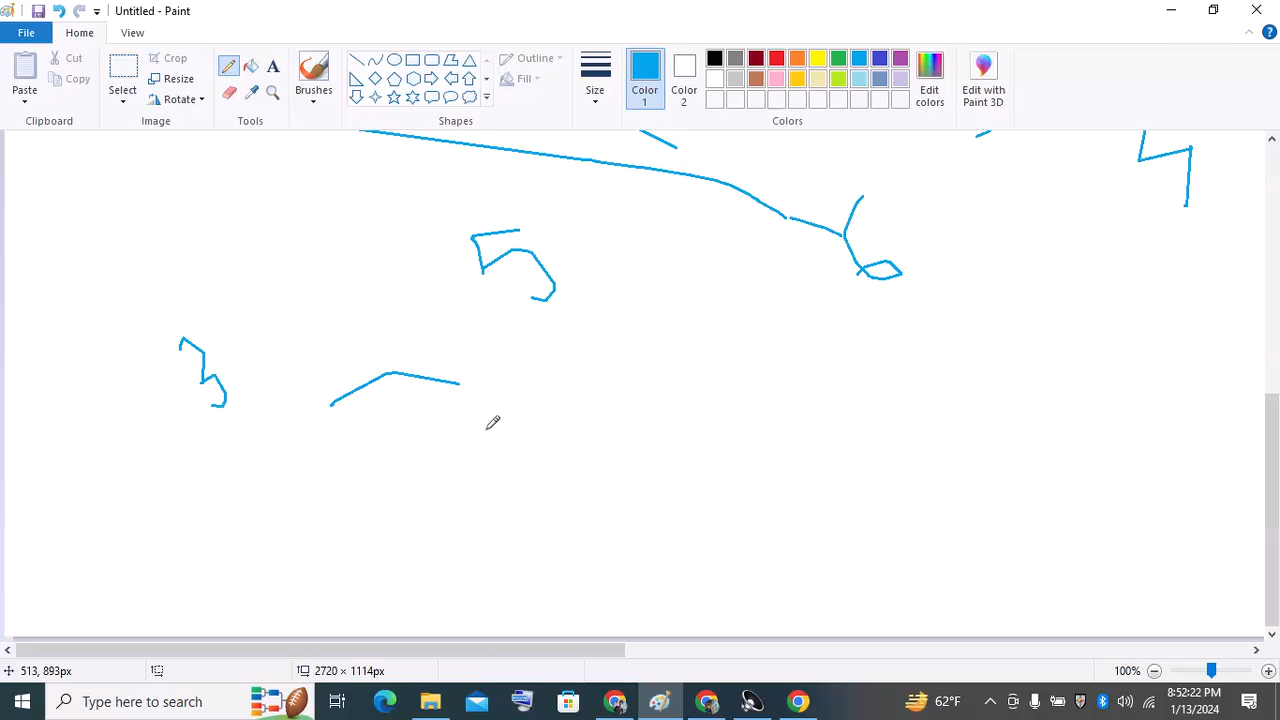 Untitled - Paint
File Home View
Paste
Cut
Copy
Clipboard
Select
Crop
Resize
Rotate
Image
A
Tools
Brushes
Outline
Fill
Shapes
Size
Color 1
Color 2
Edit colors
Edit with Paint 3D
Colors
5
3
513, 893px 2720 × 1114px 100%
Type here to search 62°F 8:52:22 PM
1/13/2024